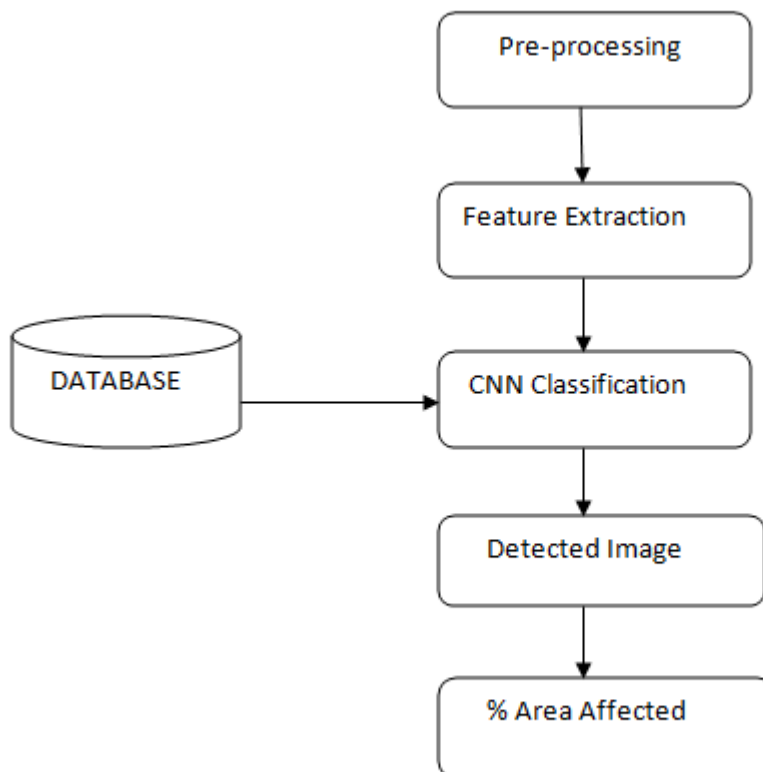 Pre-processing
Feature Extraction
DATABASE
CNN Classification
Detected Image
% Area Affected